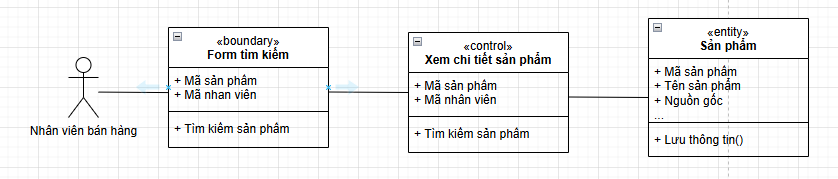 «boundary»
Form tìm kiếm
+ Mã sản phẩm
+ Mã nhan viên
+ Tìm kiếm sản phẩm
«control»
Xem chi tiết sản phẩm
+ Mã sản phẩm
+ Mã nhân viên
+ Tìm kiếm sản phẩm
«entity»
Sản phẩm
+ Mã sản phẩm
+ Tên sản phẩm
+ Nguồn gốc
...
+ Lưu thông tin()
Nhân viên bán hàng